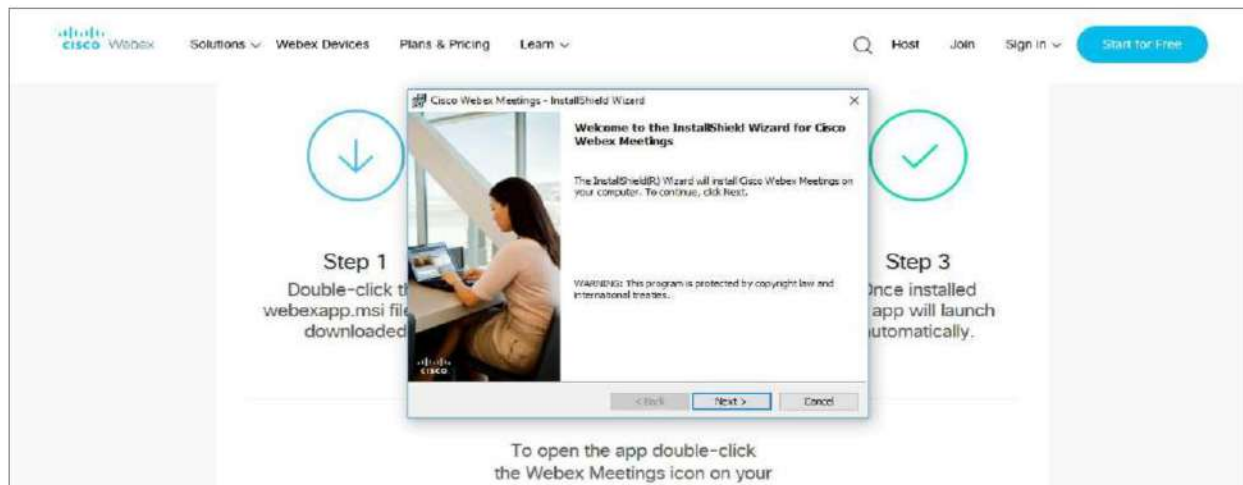 CISCO Webex
Solutions Webex Devices Plans & Pricing Learn Host Join Sign in Start for Free
Cisco Webex Meetings - InstallShield Wizard
Welcome to the InstallShield Wizard for Cisco
Webex Meetings
The InstallShield(R) Wizard will install Cisco Webex Meetings on
your computer. To continue, click Next.
WARNING: This program is protected by copyright law and
international treaties.
CISCO
< Back Next > Cancel
Step 1
Double-click
webexapp.msi
downloaded
Step 3
installed
app will launch
To open the app double-click
the Webex Meetings icon on your